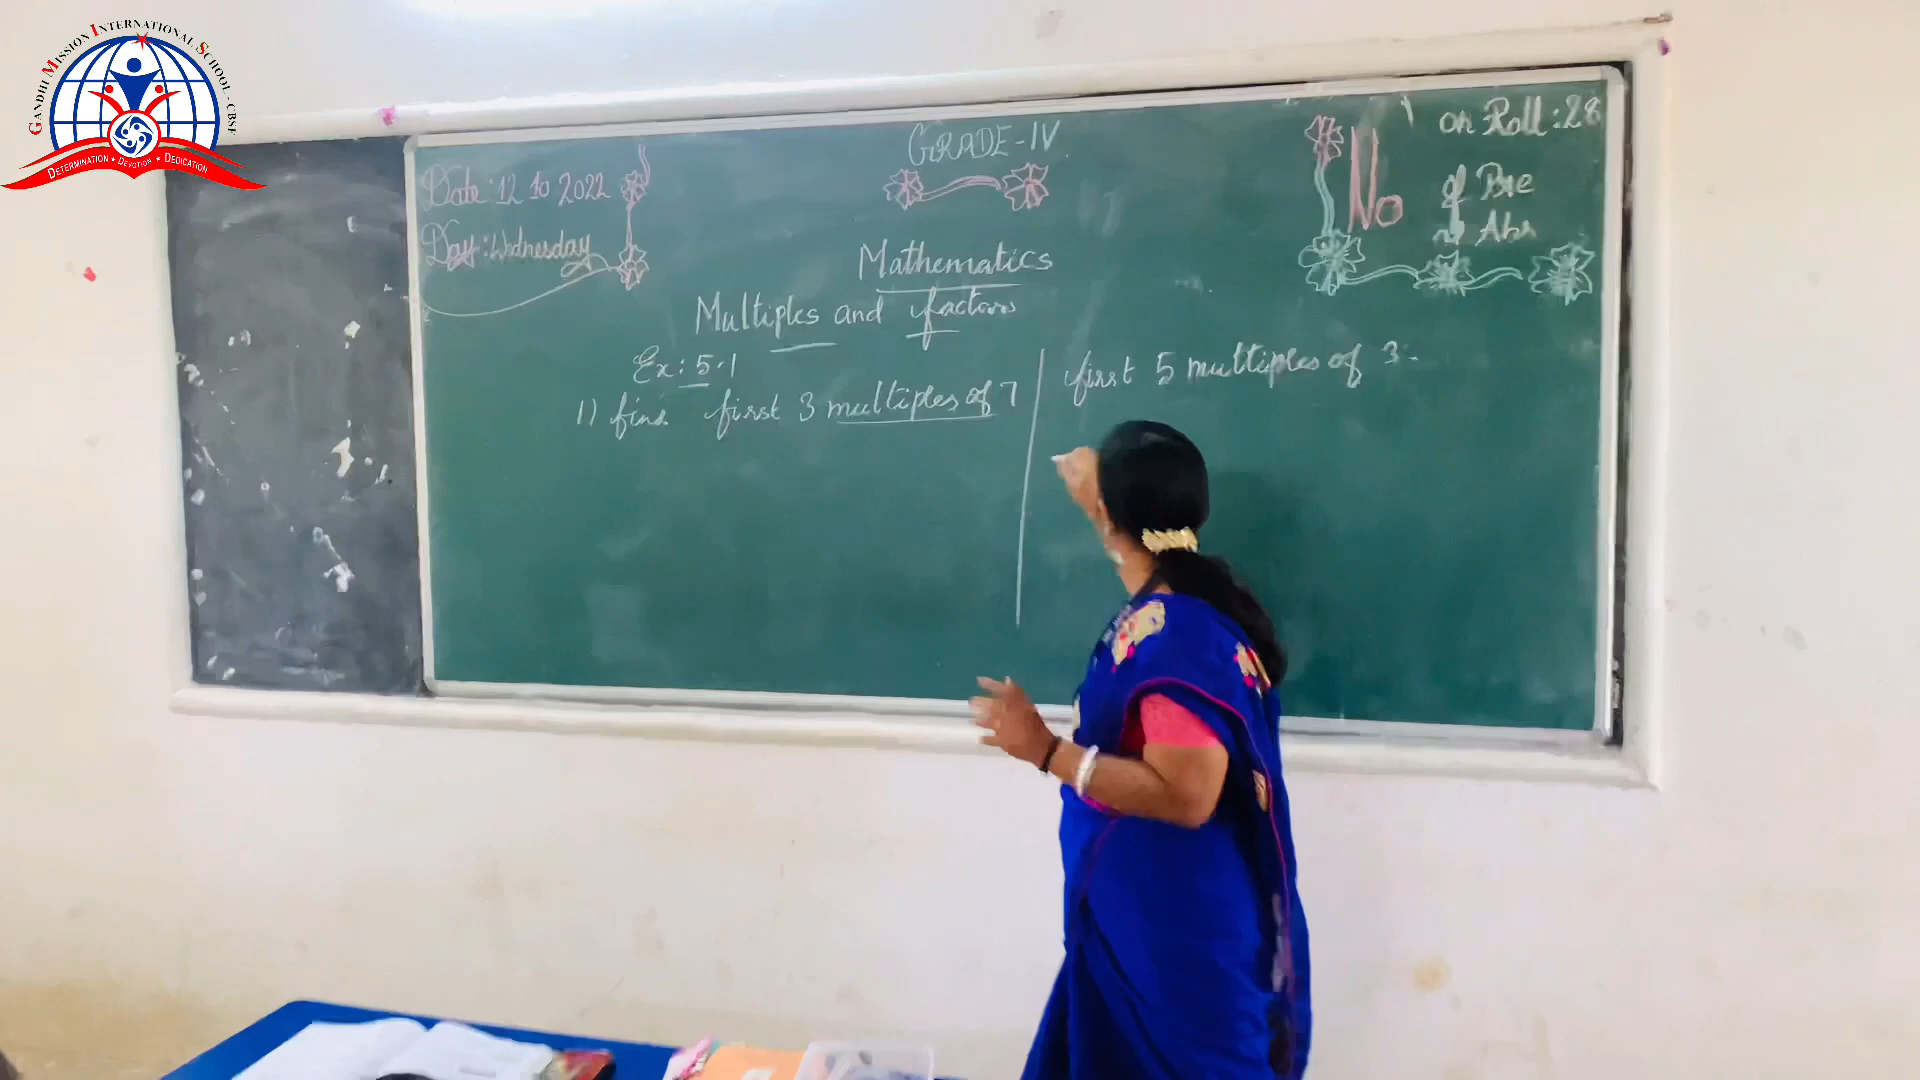 GANDHI MISSION INTERNATIONAL SCHOOL - CBSE
DETERMINATION ★ DEVOTION ★ DEDICATION
Date: 12 10 2022
Day: Wednesday
GRADE-IV
No
on Roll: 28
of Pre
Abs
Mathematics
Multiples and factors
Ex: 5.1
1) find first 3 multiples of 7
first 5 multiples of 3: